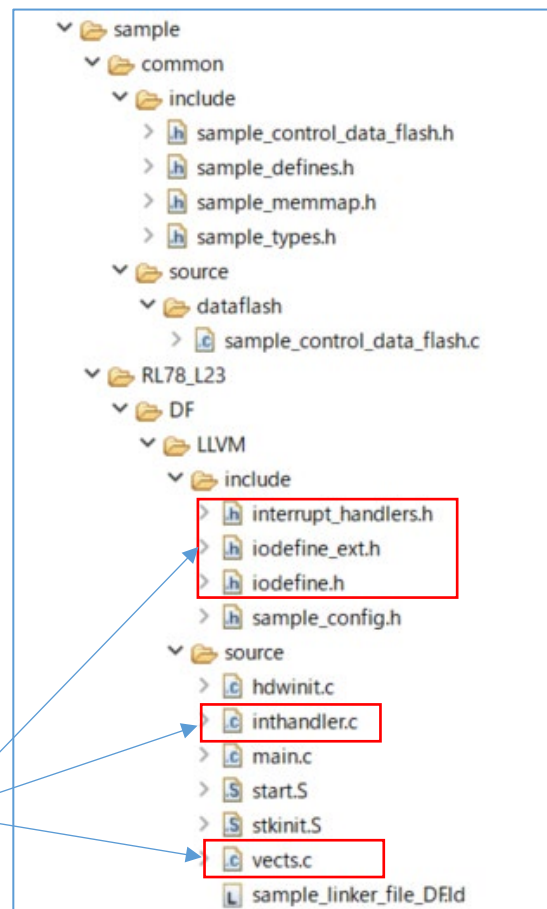 sample
common
include
sample_control_data_flash.h
sample_defines.h
sample_memmap.h
sample_types.h
source
dataflash
sample_control_data_flash.c
RL78_L23
DF
LLVM
include
interrupt_handlers.h
iodefine_ext.h
iodefine.h
sample_config.h
source
hdwinit.c
inthandler.c
main.c
start.S
stkinit.S
vects.c
sample_linker_file_DF.ld